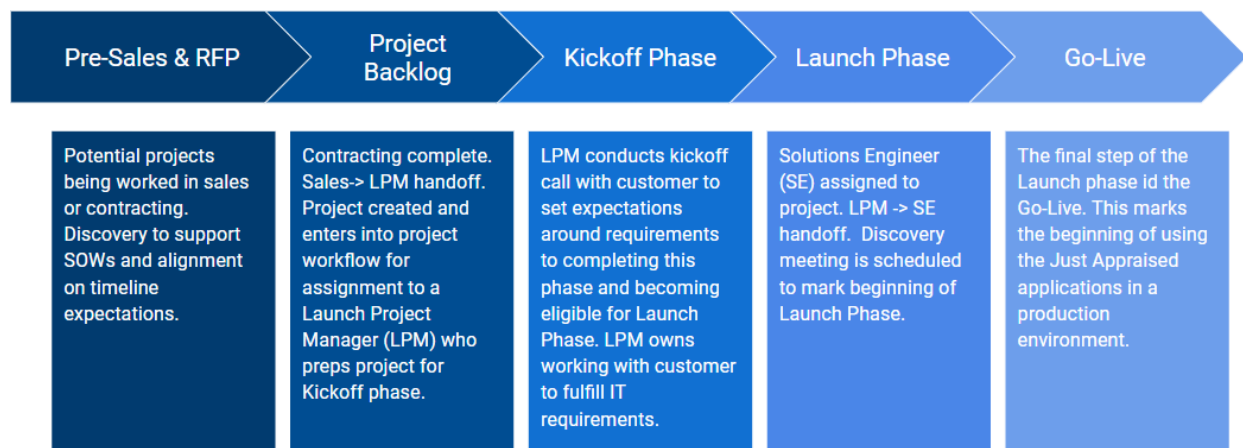 Pre-Sales & RFP
Project
Backlog
Kickoff Phase
Launch Phase
Go-Live
Potential projects
being worked in sales
or contracting.
Discovery to support
SOWs and alignment
on timeline
expectations.
Contracting complete.
Sales-> LPM handoff.
Project created and
enters into project
workflow for
assignment to a
Launch Project
Manager (LPM) who
preps project for
Kickoff phase.
LPM conducts kickoff
call with customer to
set expectations
around requirements
to completing this
phase and becoming
eligible for Launch
Phase. LPM owns
working with customer
to fulfill IT
requirements.
Solutions Engineer
(SE) assigned to
project. LPM -> SE
handoff.  Discovery
meeting is scheduled
to mark beginning of
Launch Phase.
The final step of the
Launch phase id the
Go-Live. This marks
the beginning of using
the Just Appraised
applications in a
production
environment.